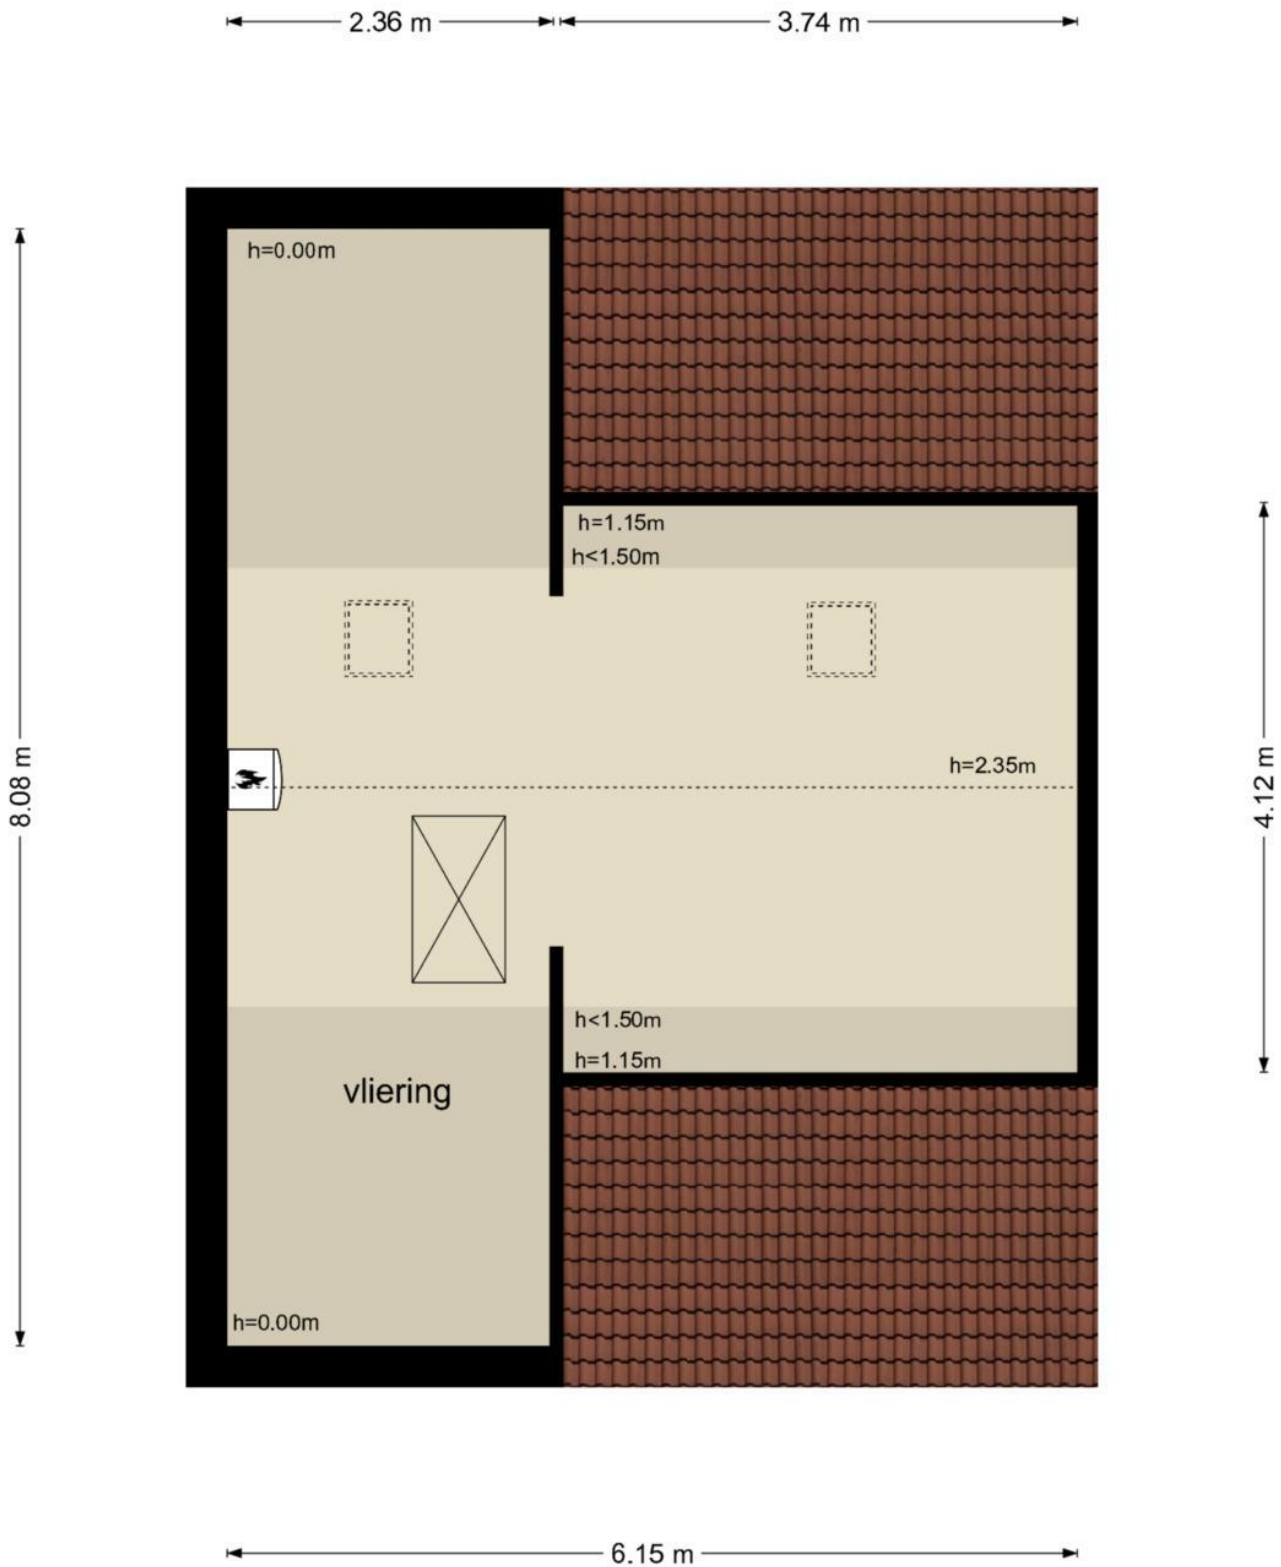 2.36 m
3.74 m
h=0.00m
h=1.15m
h<1.50m
h=2.35m
8.08 m
4.12 m
h<1.50m
h=1.15m
vliering
h=0.00m
6.15 m